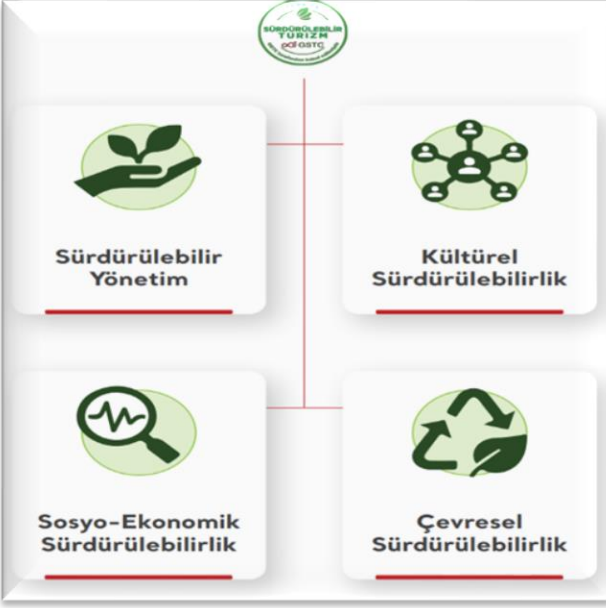 SÜRDÜRÜLEBİLİR
TURİZM
GSTC
Sürdürülebilir
Yönetim
Kültürel
Sürdürülebilirlik
Sosyo-Ekonomik
Sürdürülebilirlik
Çevresel
Sürdürülebilirlik